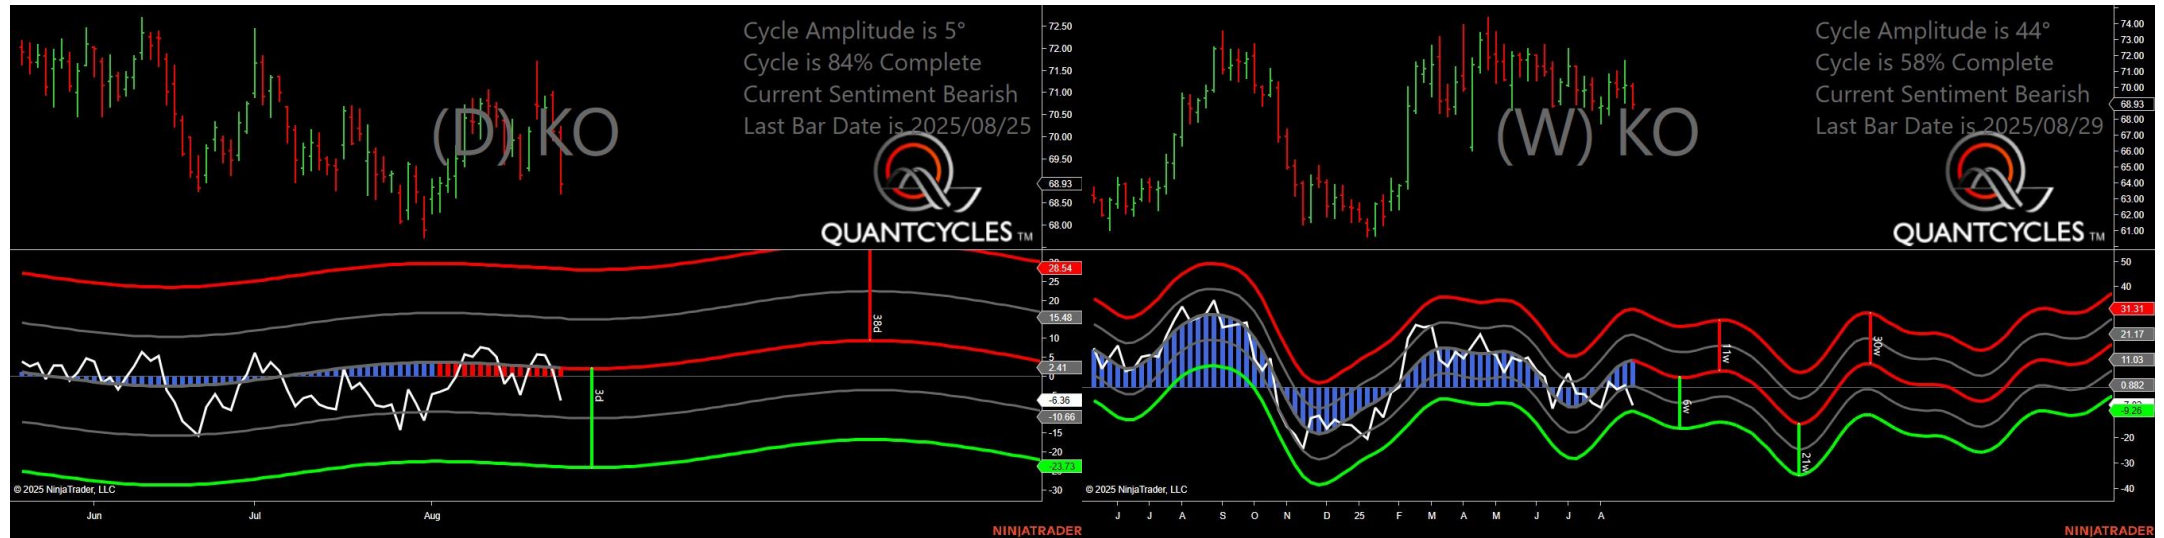 Cycle Amplitude is 5°
Cycle is 84% Complete
Current Sentiment Bearish
Last Bar Date is 2025/08/25
(D) KO
QUANTCYCLES TM
72.50
72.00
71.50
71.00
70.50
70.00
69.50
68.93
68.50
68.00
28.54
25
20
15.48
10
5
2.41
0
-6.36
-10.66
-15
-23.73
-30
38d
3d
© 2025 NinjaTrader, LLC
Jun Jul Aug
NINJATRADER
Cycle Amplitude is 44°
Cycle is 58% Complete
Current Sentiment Bearish
Last Bar Date is 2025/08/29
(W) KO
QUANTCYCLES TM
74.00
73.00
72.00
71.00
70.00
68.93
68.00
67.00
66.00
65.00
64.00
63.00
62.00
61.00
50
40
31.31
21.17
11.03
0.882
-9.26
-20
-30
-40
11w
30w
6w
21w
© 2025 NinjaTrader, LLC
J J A S O N D 25 F M A M J J A
NINJATRADER